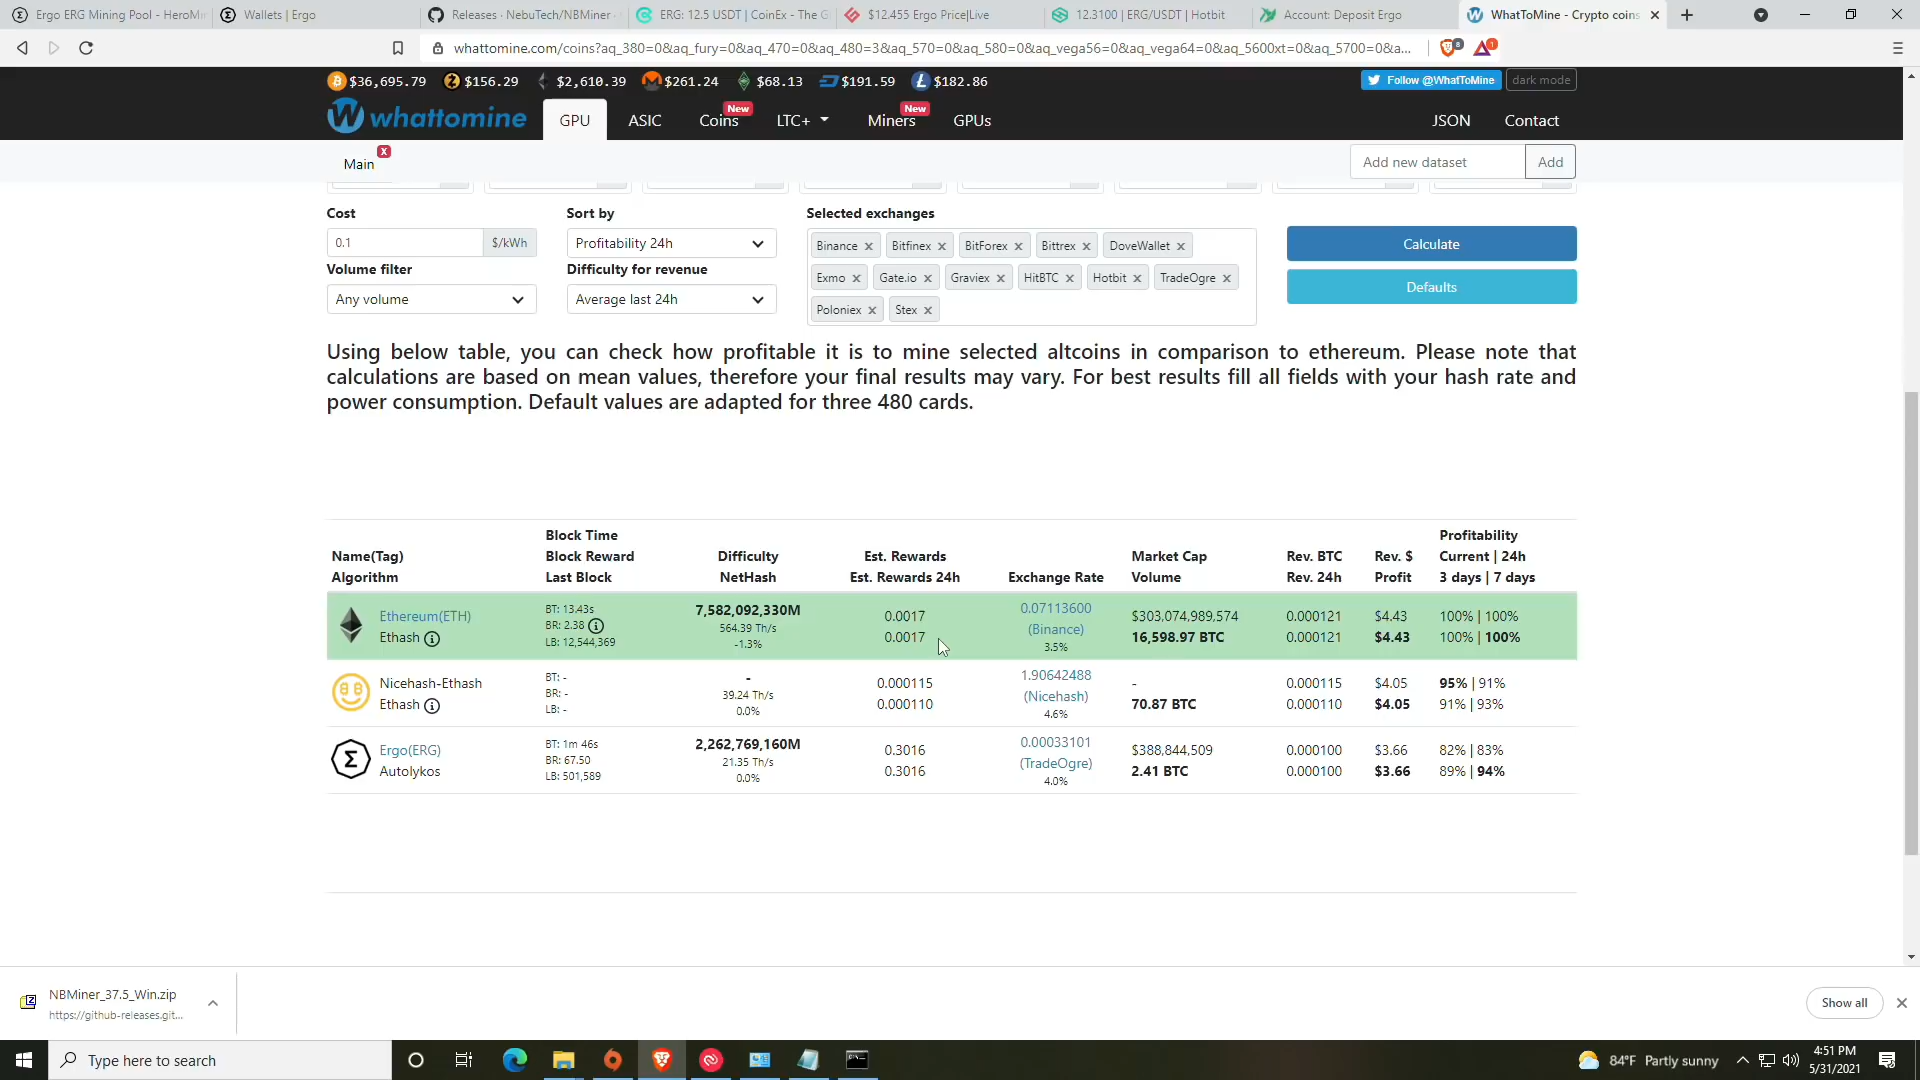 Ergo ERG Mining Pool - HeroMi
Wallets | Ergo
Releases · NebuTech/NBMiner ·
ERG: 12.5 USDT | CoinEx - The G
$12.455 Ergo Price|Live
12.3100 | ERG/USDT | Hotbit
Account: Deposit Ergo
WhatToMine - Crypto coins
whattomine.com/coins?aq_380=0&aq_fury=0&aq_470=0&aq_480=3&aq_570=0&aq_580=0&aq_vega56=0&aq_vega64=0&aq_5600xt=0&aq_5700=0&a...
8
1
$36,695.79 $156.29 $2,610.39 $261.24 $68.13 $191.59 $182.86
Follow @WhatToMine
dark mode
whattomine
GPU
ASIC
Coins
New
LTC+
Miners
New
GPUs
JSON
Contact
Main
X
Add new dataset
Add
Cost
Sort by
Selected exchanges
0.1
$/kWh
Profitability 24h
Volume filter
Difficulty for revenue
Any volume
Average last 24h
Binance × Bitfinex × BitForex × Bittrex × DoveWallet ×
Exmo × Gate.io × Graviex × HitBTC × Hotbit × TradeOgre ×
Poloniex × Stex ×
Calculate
Defaults
Using below table, you can check how profitable it is to mine selected altcoins in comparison to ethereum. Please note that
calculations are based on mean values, therefore your final results may vary. For best results fill all fields with your hash rate and
power consumption. Default values are adapted for three 480 cards.
Name(Tag)
Algorithm
Block Time
Block Reward
Last Block
Difficulty
NetHash
Est. Rewards
Est. Rewards 24h
Exchange Rate
Market Cap
Volume
Rev. BTC
Rev. 24h
Rev. $
Profit
Profitability
Current | 24h
3 days | 7 days
Ethereum(ETH)
Ethash
BT: 13.43s
BR: 2.38
LB: 12,544,369
7,582,092,330M
564.39 Th/s
-1.3%
0.0017
0.0017
0.07113600
(Binance)
3.5%
$303,074,989,574
16,598.97 BTC
0.000121
0.000121
$4.43
$4.43
100% | 100%
100% | 100%
Nicehash-Ethash
Ethash
BT: -
BR: -
LB: -
-
39.24 Th/s
0.0%
0.000115
0.000110
1.90642488
(Nicehash)
4.6%
-
70.87 BTC
0.000115
0.000110
$4.05
$4.05
95% | 91%
91% | 93%
Ergo(ERG)
Autolykos
BT: 1m 46s
BR: 67.50
LB: 501,589
2,262,769,160M
21.35 Th/s
0.0%
0.3016
0.3016
0.00033101
(TradeOgre)
4.0%
$388,844,509
2.41 BTC
0.000100
0.000100
$3.66
$3.66
82% | 83%
89% | 94%
NBMiner_37.5_Win.zip
https://github-releases.git...
Show all
Type here to search
84°F Partly sunny
4:51 PM
5/31/2021